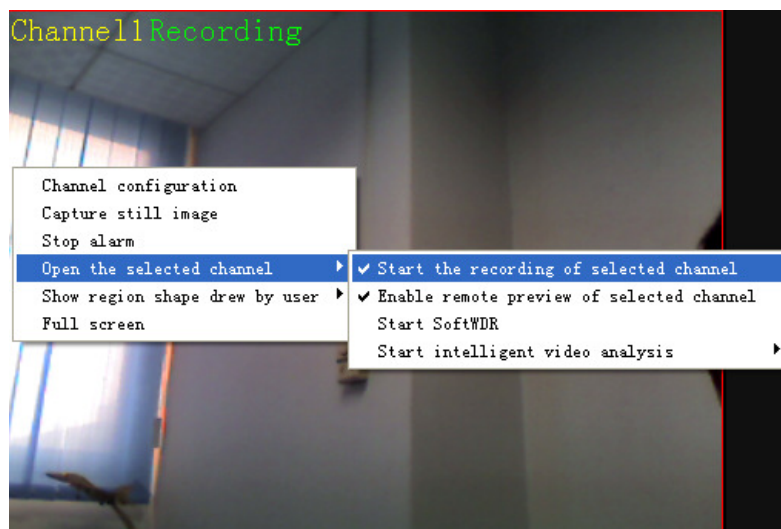 Channel1Recording
Channel configuration
Capture still image
Stop alarm
Open the selected channel
Show region shape drew by user
Full screen
Start the recording of selected channel
Enable remote preview of selected channel
Start SoftWDR
Start intelligent video analysis